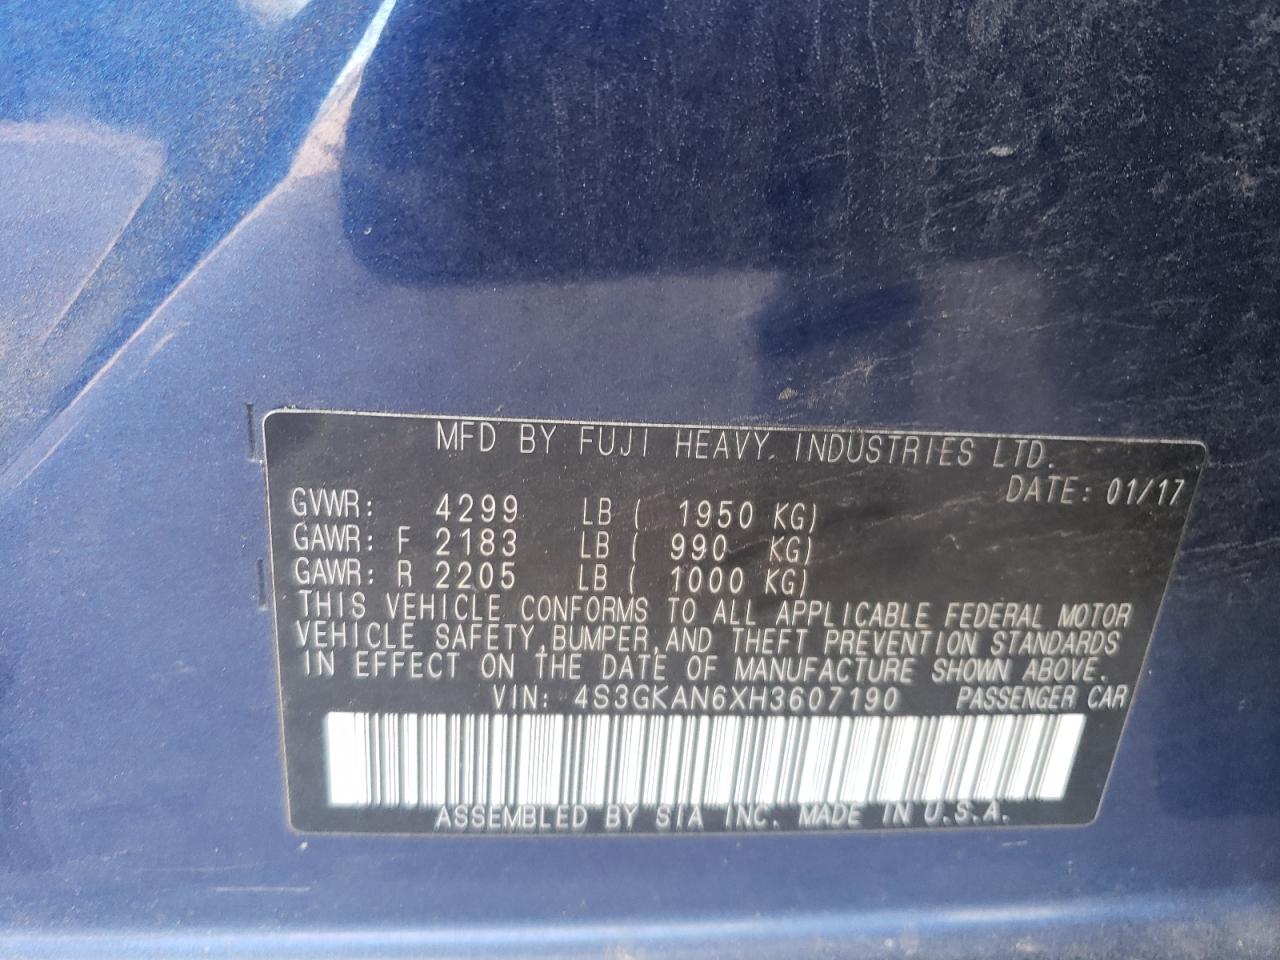 MFD BY FUJI HEAVY INDUSTRIES LTD.
DATE: 01/17
GVWR: 4299 LB ( 1950 KG)
GAWR: F 2183 LB ( 990 KG)
GAWR: R 2205 LB ( 1000 KG)
THIS VEHICLE CONFORMS TO ALL APPLICABLE FEDERAL MOTOR
VEHICLE SAFETY, BUMPER, AND THEFT PREVENTION STANDARDS
IN EFFECT ON THE DATE OF MANUFACTURE SHOWN ABOVE.
VIN: 4S3GKAN6XH3607190 PASSENGER CAR
ASSEMBLED BY SIA INC. MADE IN U.S.A.